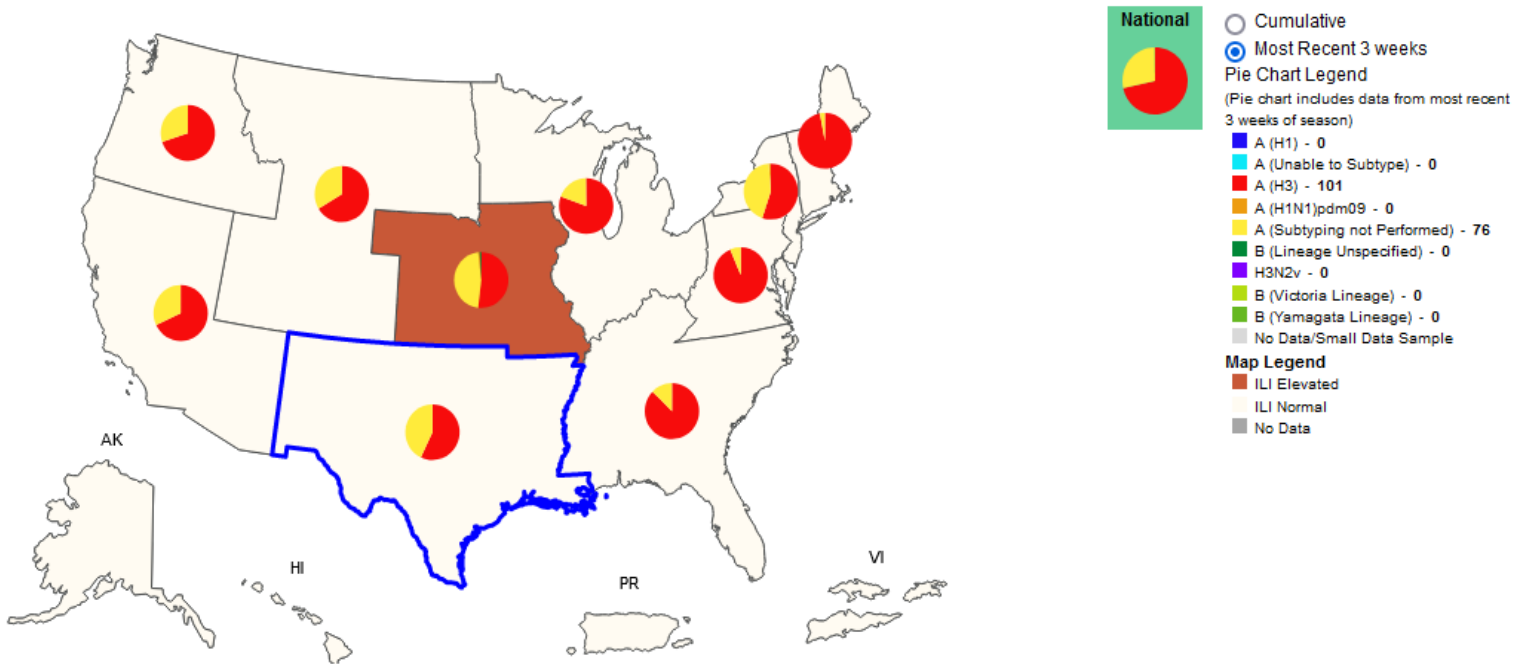 National
Cumulative
Most Recent 3 weeks
Pie Chart Legend
(Pie chart includes data from most recent
3 weeks of season)
A (H1) - 0
A (Unable to Subtype) - 0
A (H3) - 101
A (H1N1)pdm09 - 0
A (Subtyping not Performed) - 76
B (Lineage Unspecified) - 0
H3N2v - 0
B (Victoria Lineage) - 0
B (Yamagata Lineage) - 0
No Data/Small Data Sample
Map Legend
ILI Elevated
ILI Normal
No Data
AK
HI
PR
VI